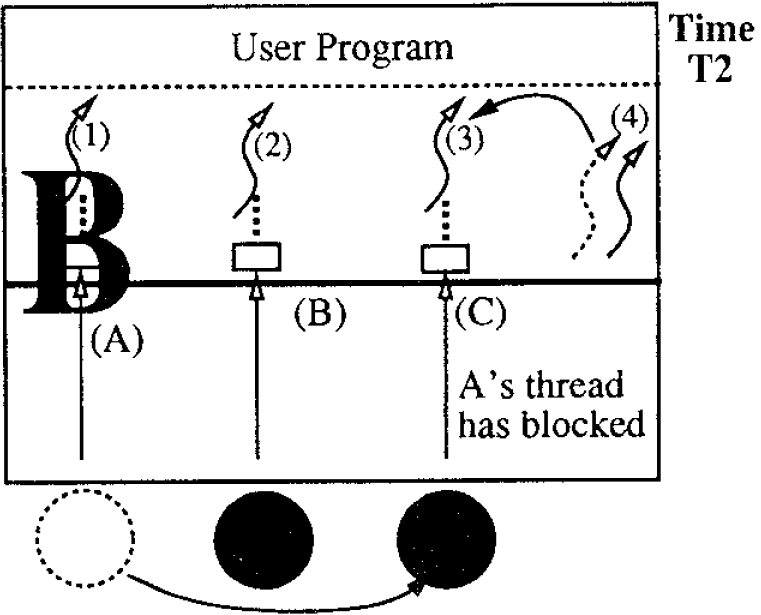 User Program
Time
T2
(1)
(2)
(3)
(4)
B
(A)
(B)
(C)
A's thread
has blocked